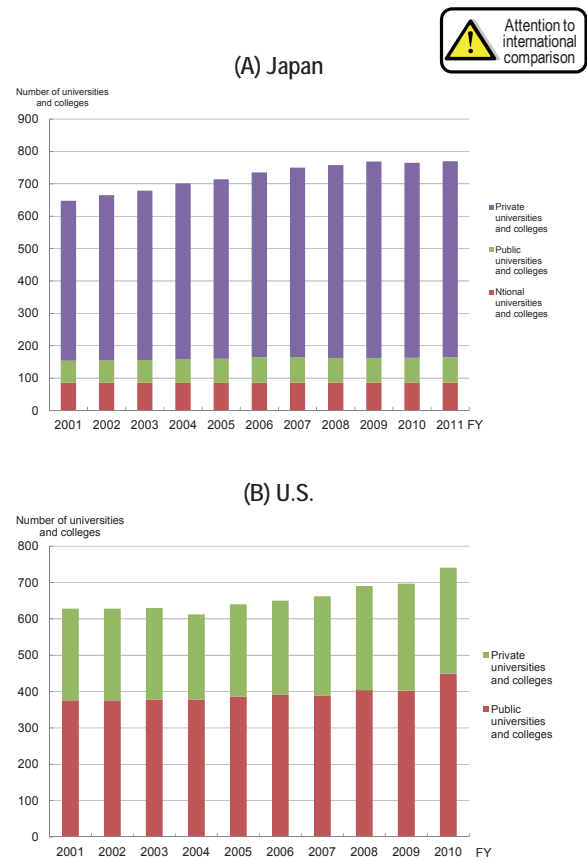 Attention to
international
comparison
(A) Japan
Number of universities
and colleges
900
800
700
600
500
400
300
200
100
0
2001 2002 2003 2004 2005 2006 2007 2008 2009 2010 2011 FY
Private
universities
and colleges
Public
universities
and colleges
Ntional
universities
and colleges
(B) U.S.
Number of universities
and colleges
800
700
600
500
400
300
200
100
0
2001 2002 2003 2004 2005 2006 2007 2008 2009 2010 FY
Private
universities
and colleges
Public
universities
and colleges